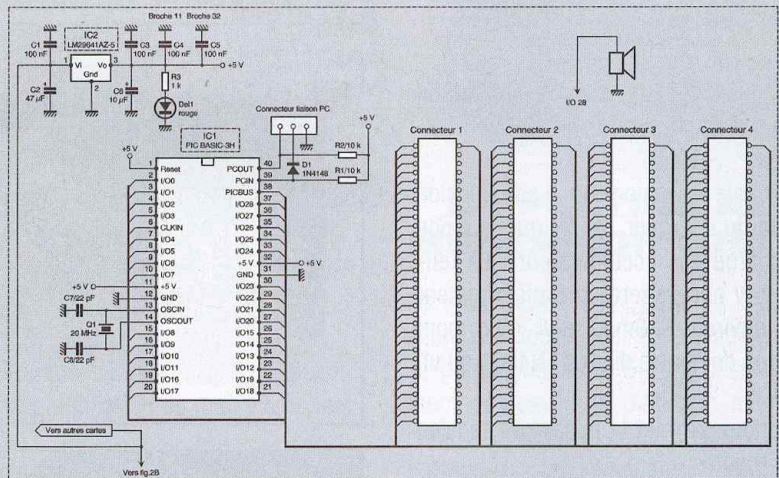 Broche 11 Broche 32
IC2
LM29641AZ-5
C1
100 nF
C3
100 nF
C4
100 nF
C5
100 nF
1 Vi Vo 3
Gnd
2
+5 V
C2
47 µF
C6
10 µF
R3
1 k
Del1
rouge
I/O 28
Connecteur liaison PC
+5 V
R2/10 k
R1/10 k
D1
1N4148
IC1
PIC BASIC-3H
+5 V
1 Reset PCOUT 40
2 I/O0 PCIN 39
3 I/O1 PICBUS 38
4 I/O2 I/O28 37
5 I/O3 I/O27 36
6 CLKIN I/O26 35
7 I/O4 I/O25 34
8 I/O5 I/O24 33
9 I/O6 +5 V 32 +5 V
10 I/O7 GND 31
+5 V 11 +5 V I/O23 30
12 GND I/O22 29
13 OSCIN I/O21 28
14 OSCOUT I/O20 27
15 I/O8 I/O15 26
16 I/O9 I/O14 25
17 I/O10 I/O13 24
18 I/O11 I/O12 23
19 I/O16 I/O19 22
20 I/O17 I/O18 21
C7/22 pF
Q1
20 MHz
C8/22 pF
Connecteur 1
Connecteur 2
Connecteur 3
Connecteur 4
Vers autres cartes
Vers fig.2B